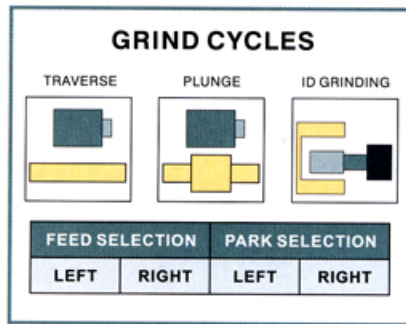 GRIND CYCLES
TRAVERSE PLUNGE ID GRINDING
FEED SELECTION PARK SELECTION
LEFT RIGHT LEFT RIGHT